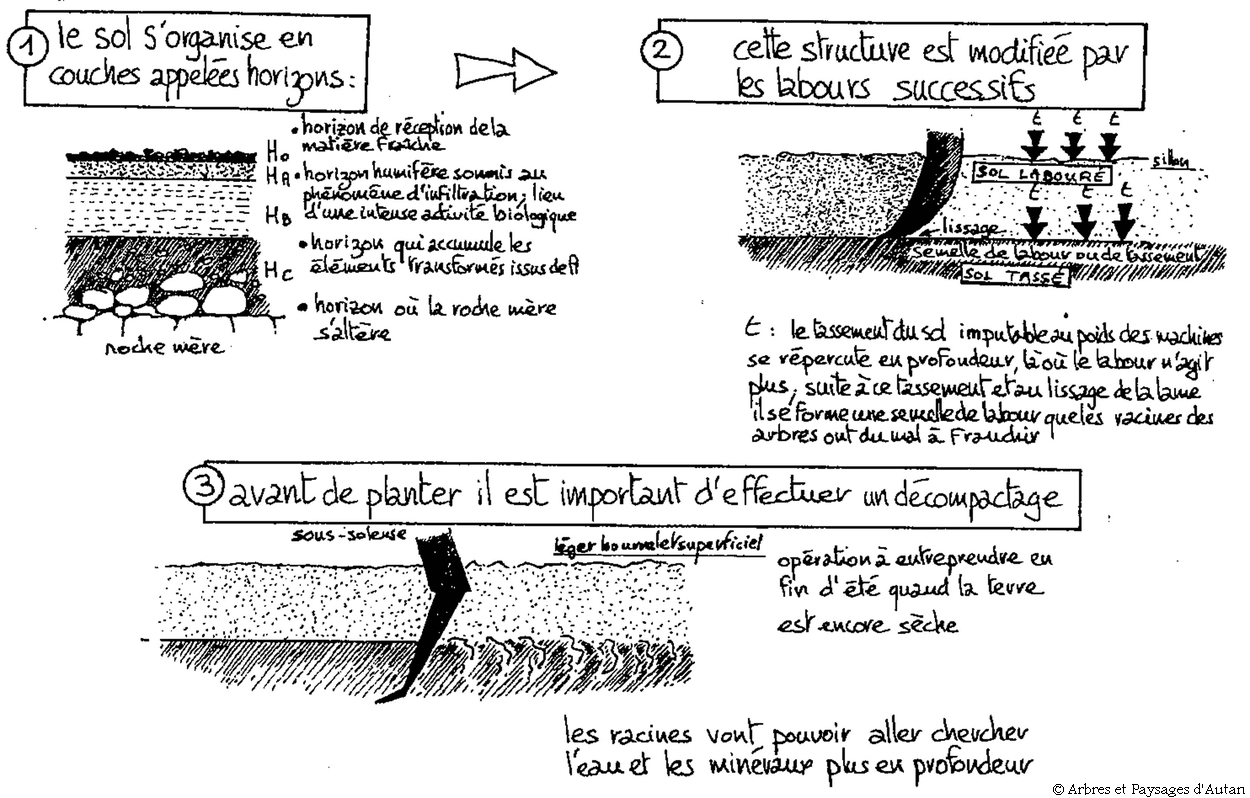 1 le sol s'organise en
couches appelées horizons :
H₀ • horizon de réception de la
matière fraîche
HA • horizon humifère soumis au
phénomène d'infiltration ; lieu
d'une intense activité biologique
HB • horizon qui accumule les
éléments transformés issus de A
HC • horizon où la roche mère
s'altère
roche mère
2 cette structure est modifiée par
les labours successifs
t t t
sillon
SOL LABOURÉ
t t t
lissage
semelle de labour ou de tassement
SOL TASSÉ
t : le tassement du sol imputable au poids des machines
se répercute en profondeur, là où le labour n'agit
plus ; suite à ce tassement et au lissage de la lame
il se forme une semelle de labour que les racines des
arbres ont du mal à franchir
3 avant de planter il est important d'effectuer un décompactage
sous-soleuse
léger bourrelet superficiel
opération à entreprendre en
fin d'été quand la terre
est encore sèche
les racines vont pouvoir aller chercher
l'eau et les minéraux plus en profondeur
© Arbres et Paysages d'Autan